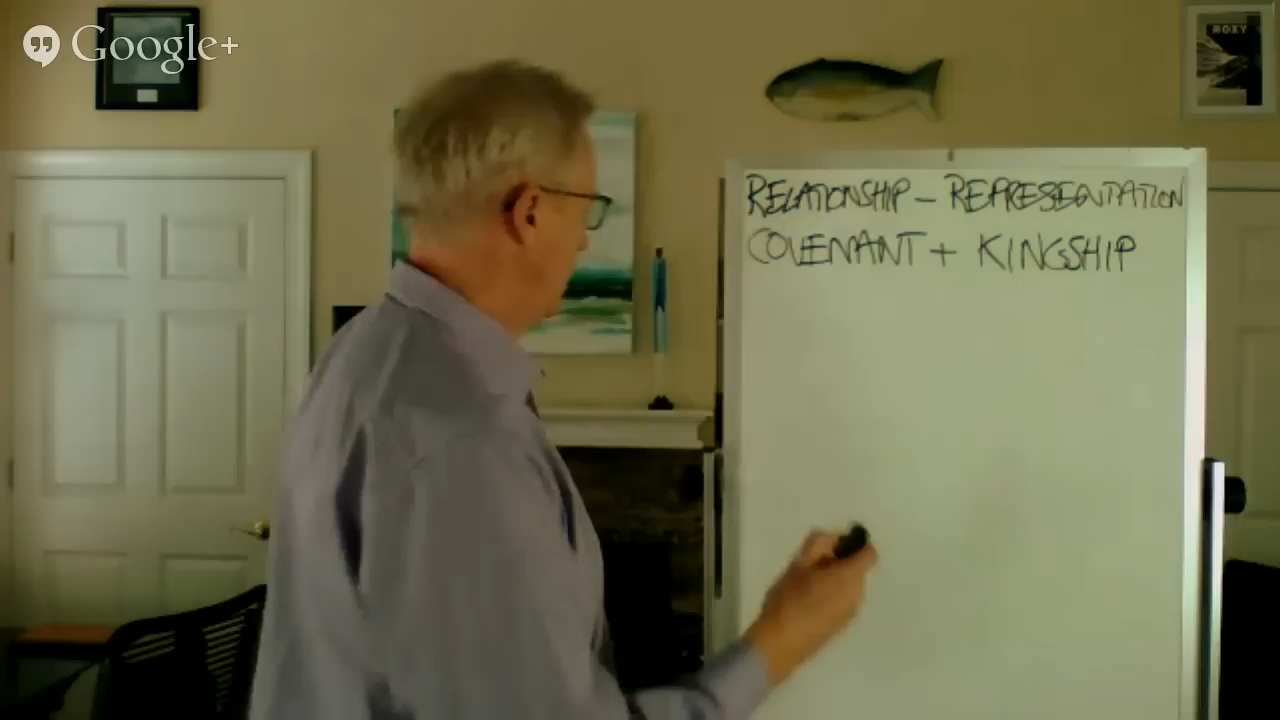 Google+
ROXY
RELATIONSHIP - REPRESENTATION
COVENANT + KINGSHIP